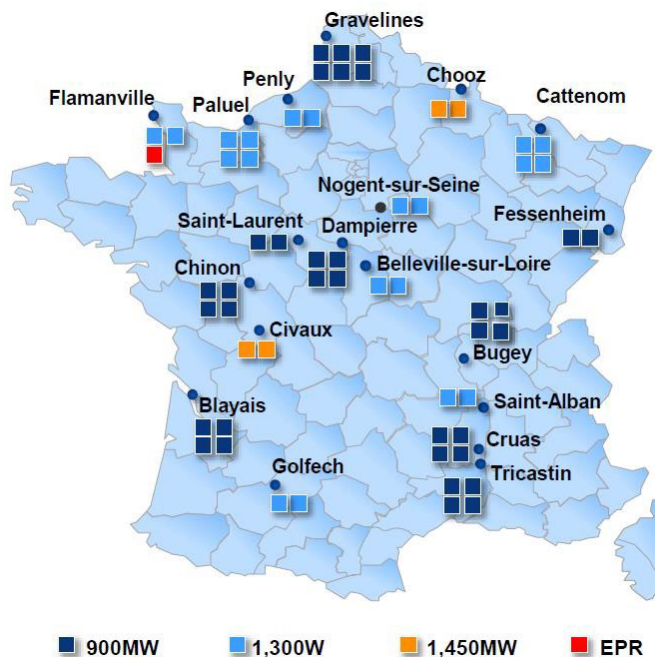 Gravelines
Penly
Chooz
Flamanville
Paluel
Cattenom
Nogent-sur-Seine
Saint-Laurent
Dampierre
Fessenheim
Chinon
Belleville-sur-Loire
Civaux
Bugey
Blayais
Saint-Alban
Cruas
Golfech
Tricastin
900MW 1,300W 1,450MW EPR